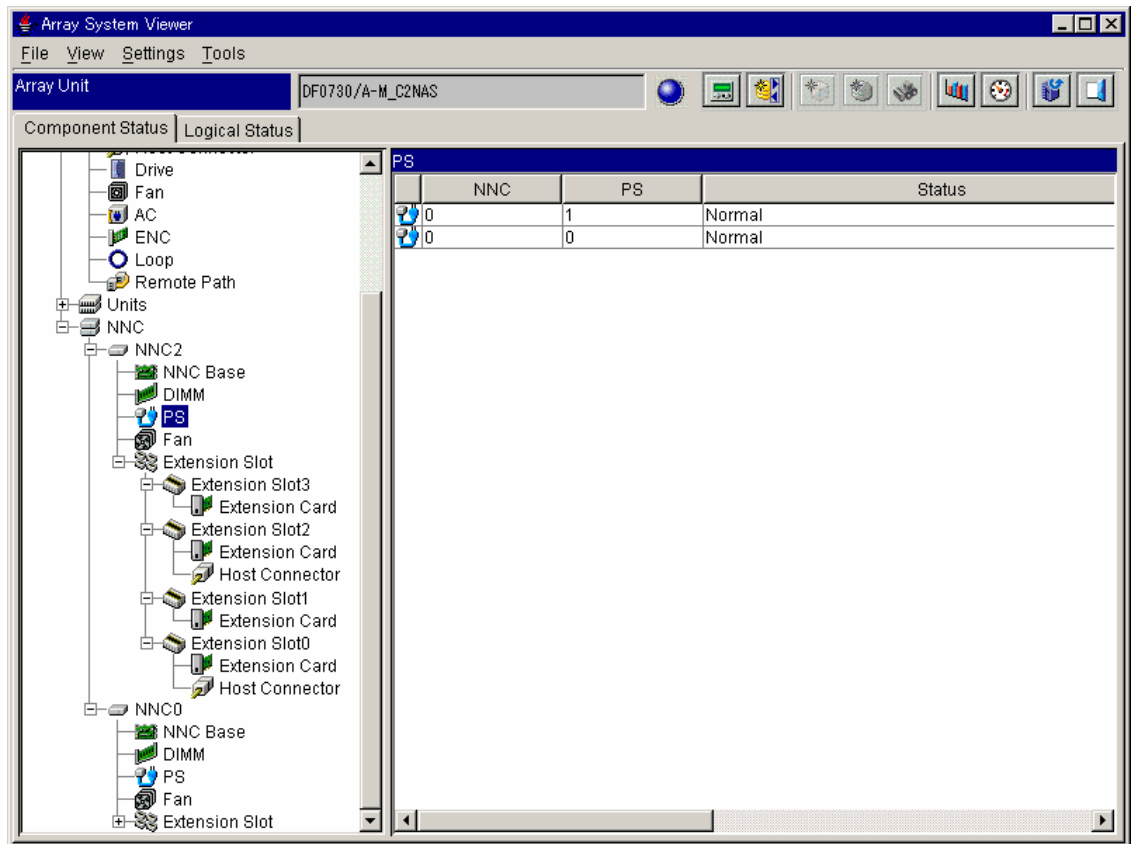 Array System Viewer
File View Settings Tools
Array Unit DF0730/A-M_C2NAS
Component Status Logical Status
Drive
Fan
AC
ENC
Loop
Remote Path
Units
NNC
NNC2
NNC Base
DIMM
PS
Fan
Extension Slot
Extension Slot3
Extension Card
Extension Slot2
Extension Card
Host Connector
Extension Slot1
Extension Card
Extension Slot0
Extension Card
Host Connector
NNC0
NNC Base
DIMM
PS
Fan
Extension Slot
PS
NNC PS Status
0 1 Normal
0 0 Normal